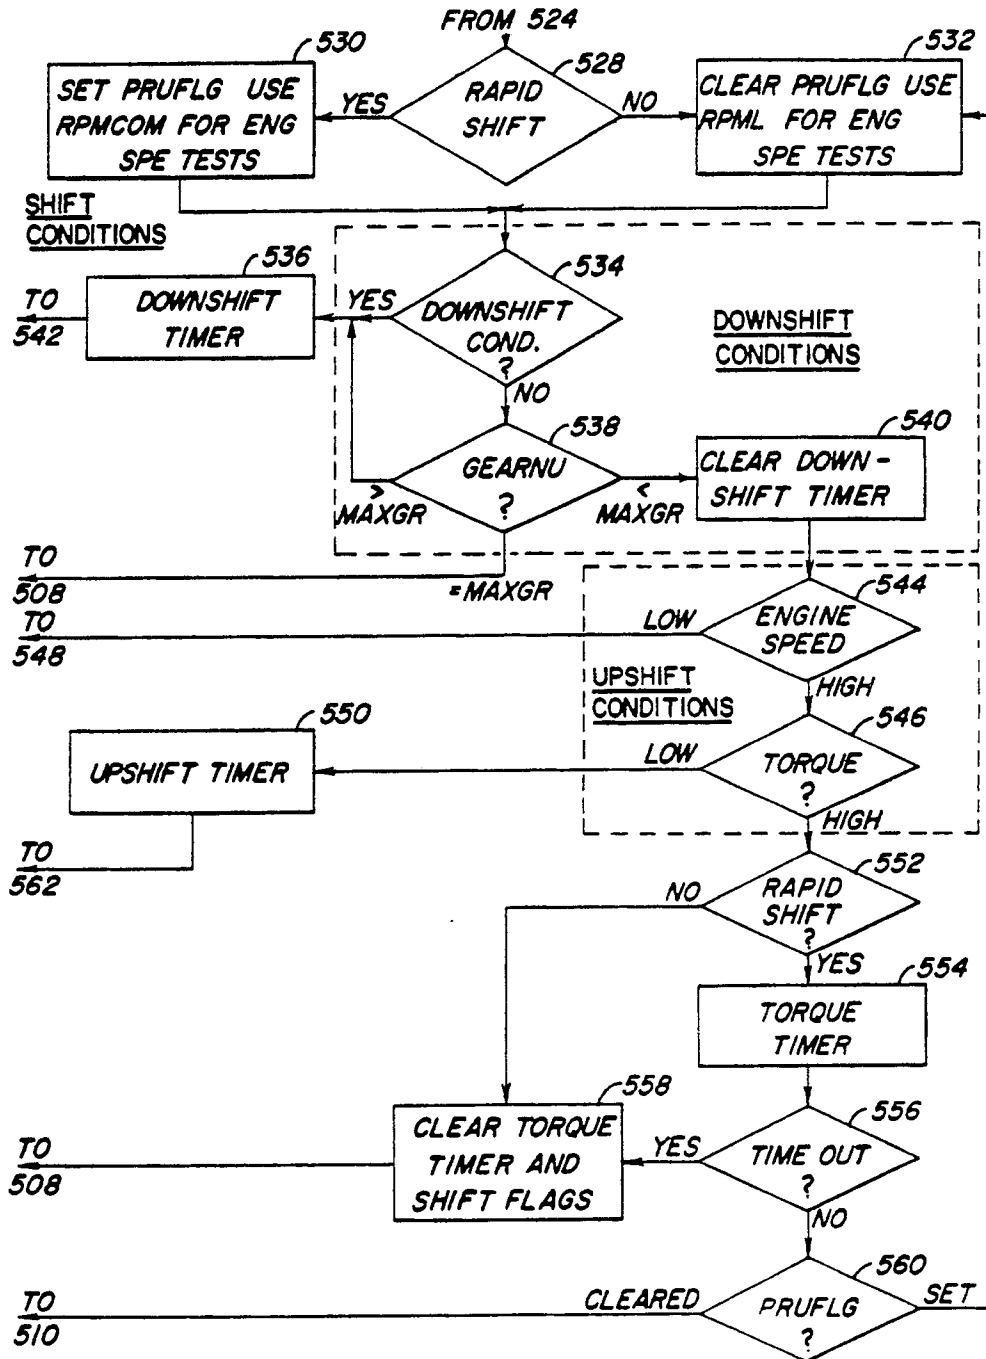 FROM 524
530
SET PRUFLG USE
RPMCOM FOR ENG
SPE TESTS
YES
528
RAPID
SHIFT
NO
532
CLEAR PRUFLG USE
RPML FOR ENG
SPE TESTS
SHIFT
CONDITIONS
536
DOWNSHIFT
TIMER
TO
542
YES
534
DOWNSHIFT
COND.
?
NO
DOWNSHIFT
CONDITIONS
538
GEARNU
?
>
MAXGR
<
MAXGR
540
CLEAR DOWN-
SHIFT TIMER
TO
508
=MAXGR
TO
548
LOW
544
ENGINE
SPEED
HIGH
UPSHIFT
CONDITIONS
550
UPSHIFT TIMER
LOW
546
TORQUE
?
HIGH
TO
562
NO
552
RAPID
SHIFT
?
YES
554
TORQUE
TIMER
558
CLEAR TORQUE
TIMER AND
SHIFT FLAGS
TO
508
YES
556
TIME OUT
?
NO
TO
510
CLEARED
560
PRUFLG
?
SET